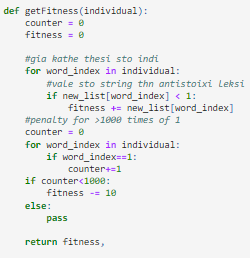 def getFitness(individual):
    counter = 0
    fitness = 0

    #gia kathe thesi sto indi
    for word_index in individual:
        #vale sto string thn antistoixi leksi
        if new_list[word_index] < 1:
            fitness += new_list[word_index]
    #penalty for >1000 times of 1
    counter = 0
    for word_index in individual:
        if word_index==1:
            counter+=1
    if counter<1000:
        fitness -= 10
    else:
        pass

    return fitness,